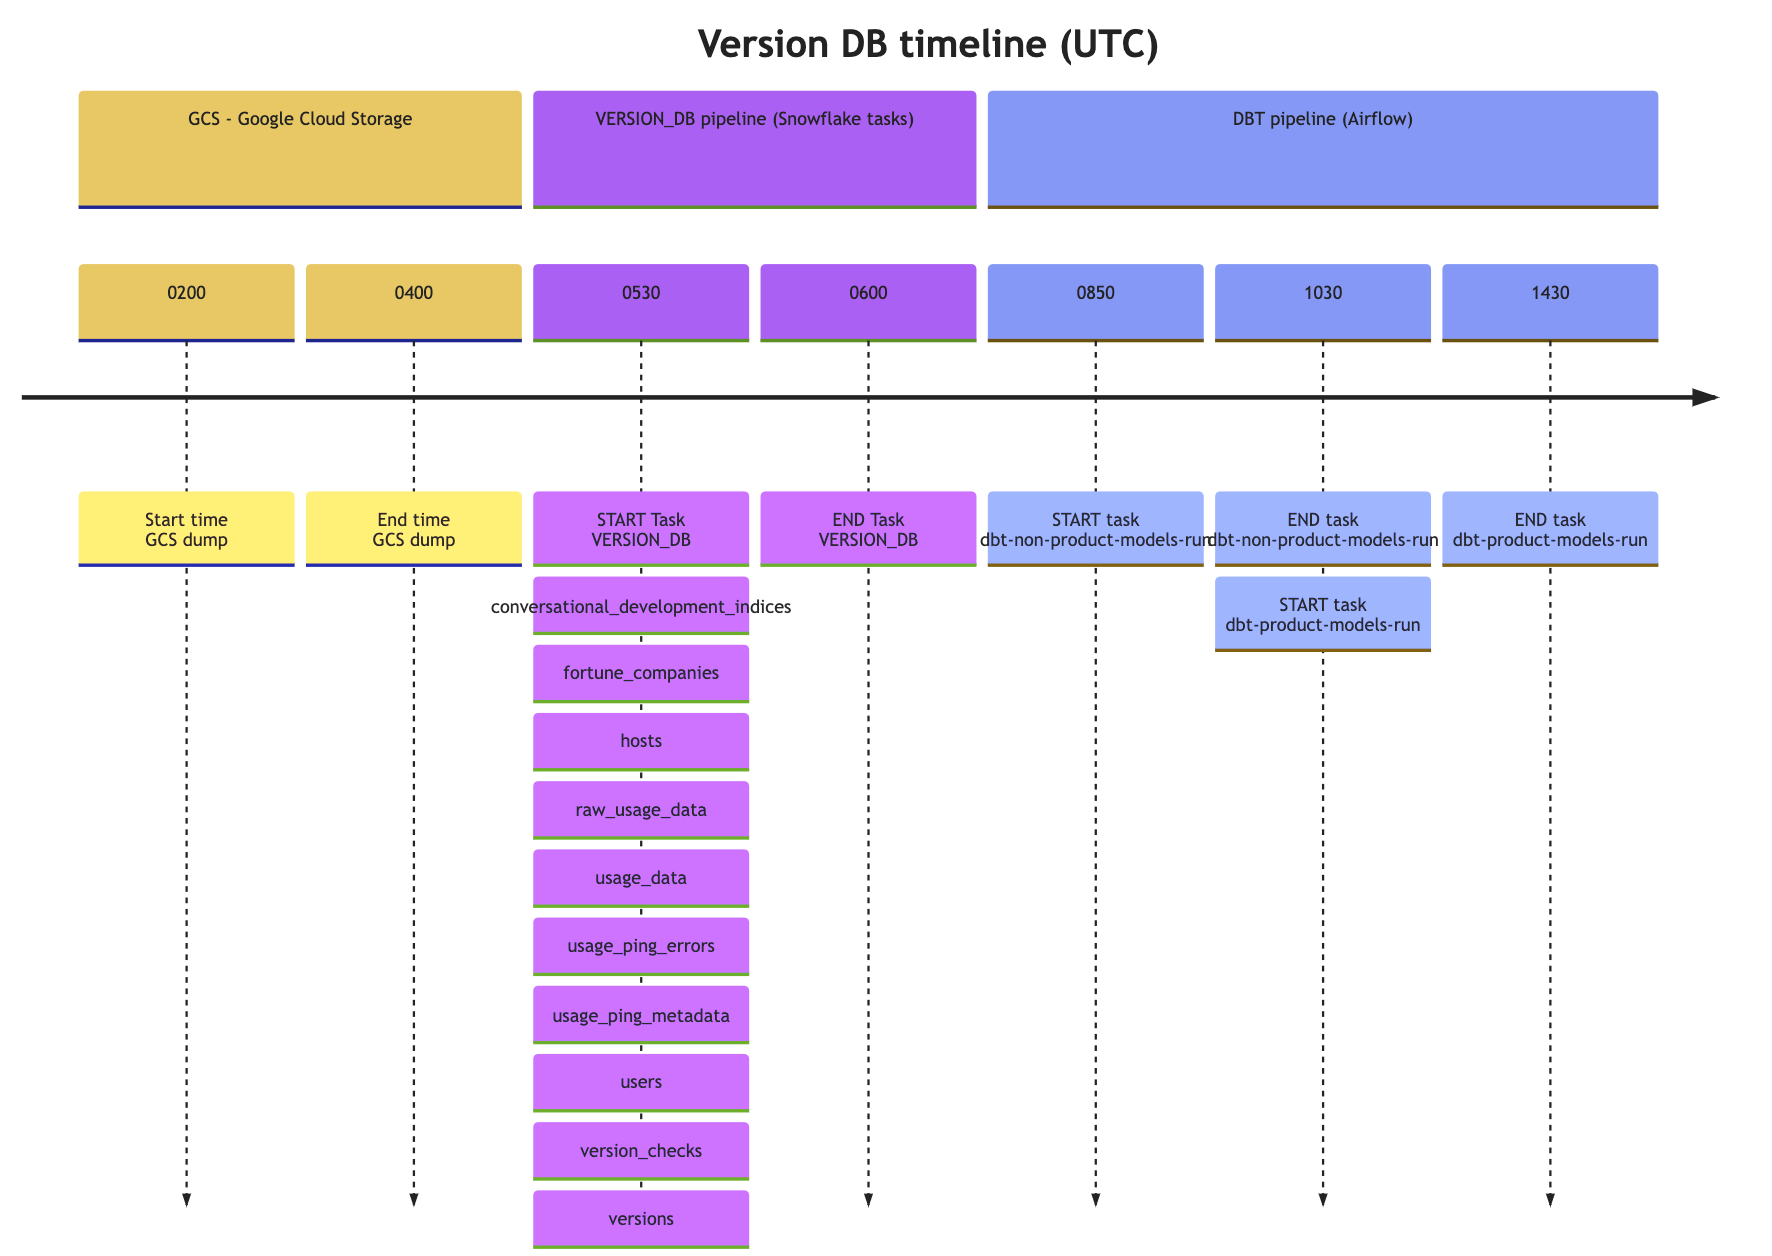 Version DB timeline (UTC)
GCS - Google Cloud Storage
VERSION_DB pipeline (Snowflake tasks)
DBT pipeline (Airflow)
0200
0400
0530
0600
0850
1030
1430
Start time
GCS dump
End time
GCS dump
START Task
VERSION_DB
END Task
VERSION_DB
START task
dbt-non-product-models-run
END task
dbt-non-product-models-run
END task
dbt-product-models-run
conversational_development_indices
START task
dbt-product-models-run
fortune_companies
hosts
raw_usage_data
usage_data
usage_ping_errors
usage_ping_metadata
users
version_checks
versions